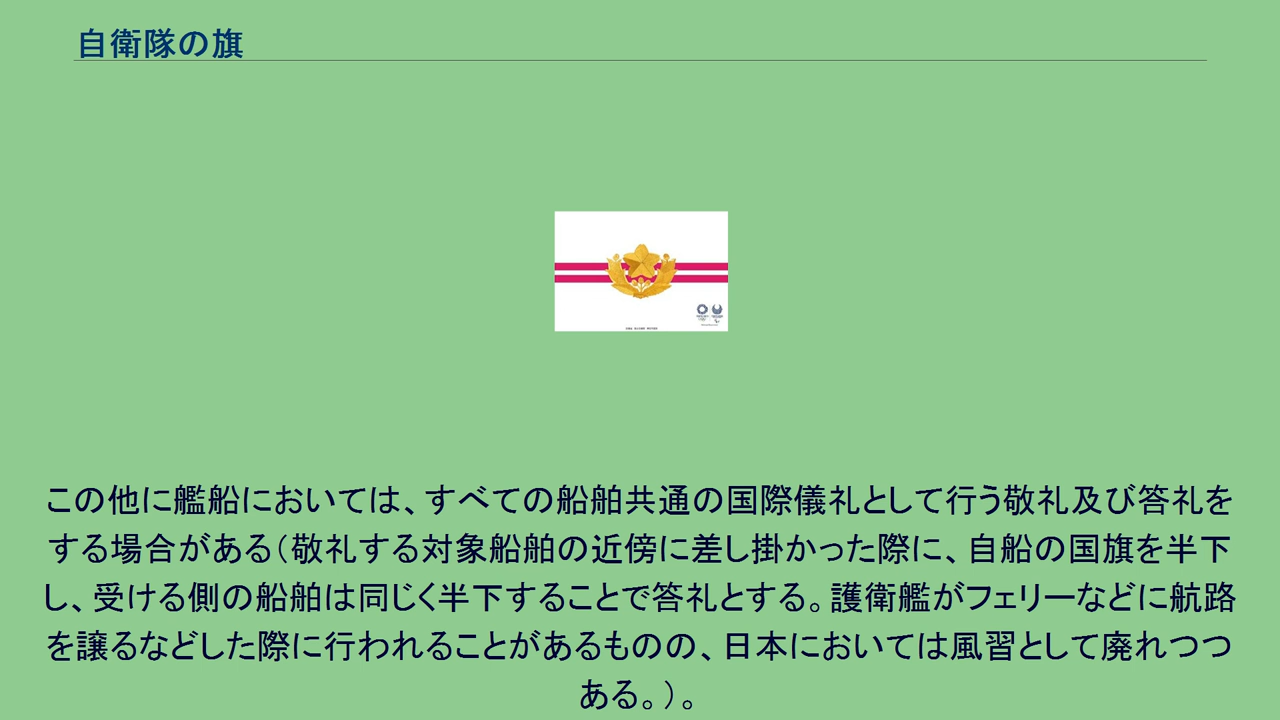 自衛隊の旗
この他に艦船においては、すべての船舶共通の国際儀礼として行う敬礼及び答礼を
する場合がある(敬礼する対象船舶の近傍に差し掛かった際に、自船の国旗を半下
し、受ける側の船舶は同じく半下することで答礼とする。護衛艦がフェリーなどに航路
を譲るなどした際に行われることがあるものの、日本においては風習として廃れつつ
ある。)。